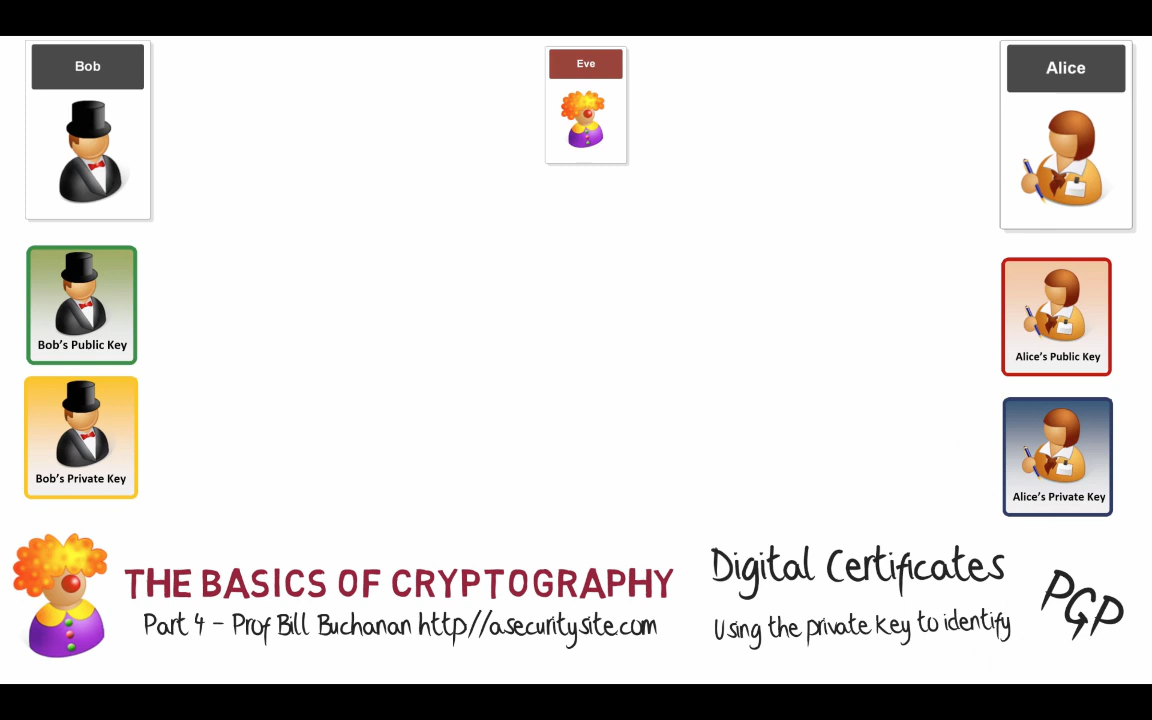 Bob
Eve
Alice
Bob's Public Key
Alice's Public Key
Bob's Private Key
Alice's Private Key
THE BASICS OF CRYPTOGRAPHY
Part 4 - Prof Bill Buchanan http//asecuritysite.com
Digital Certificates
Using the private key to identify
PGP